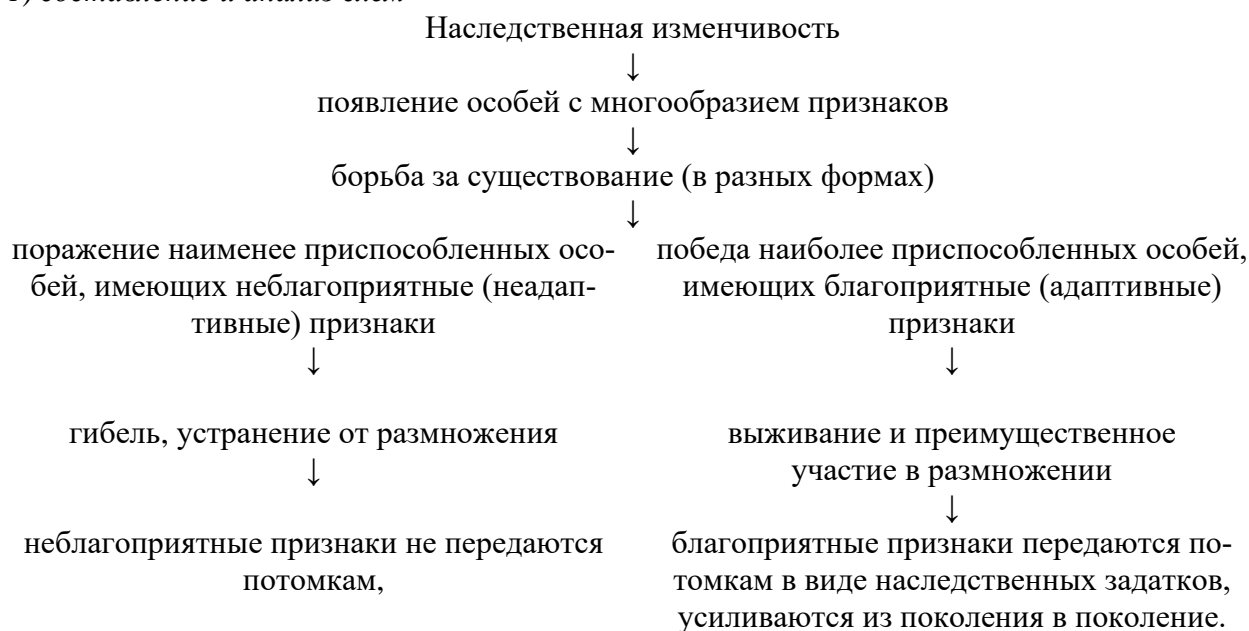 Наследственная изменчивость
↓
появление особей с многообразием признаков
↓
борьба за существование (в разных формах)
↓
поражение наименее приспособленных осо-
бей, имеющих неблагоприятные (неадап-
тивные) признаки
↓
гибель, устранение от размножения
↓
неблагоприятные признаки не передаются
потомкам,
победа наиболее приспособленных особей,
имеющих благоприятные (адаптивные)
признаки
↓
выживание и преимущественное
участие в размножении
↓
благоприятные признаки передаются по-
томкам в виде наследственных задатков,
усиливаются из поколения в поколение.